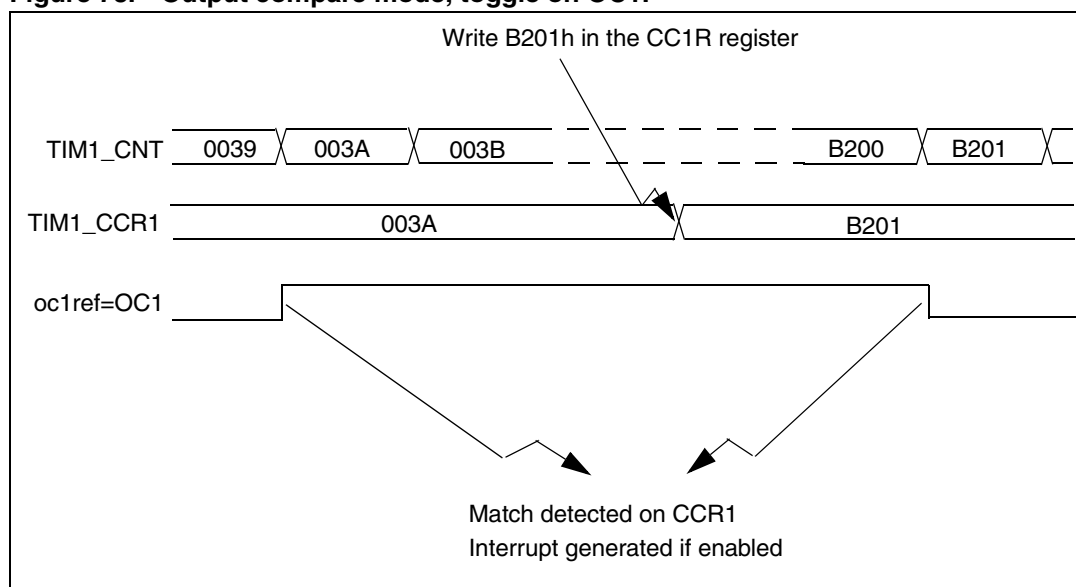 Write B201h in the CC1R register
TIM1_CNT 0039 003A 003B B200 B201
TIM1_CCR1 003A B201
oc1ref=OC1
Match detected on CCR1
Interrupt generated if enabled